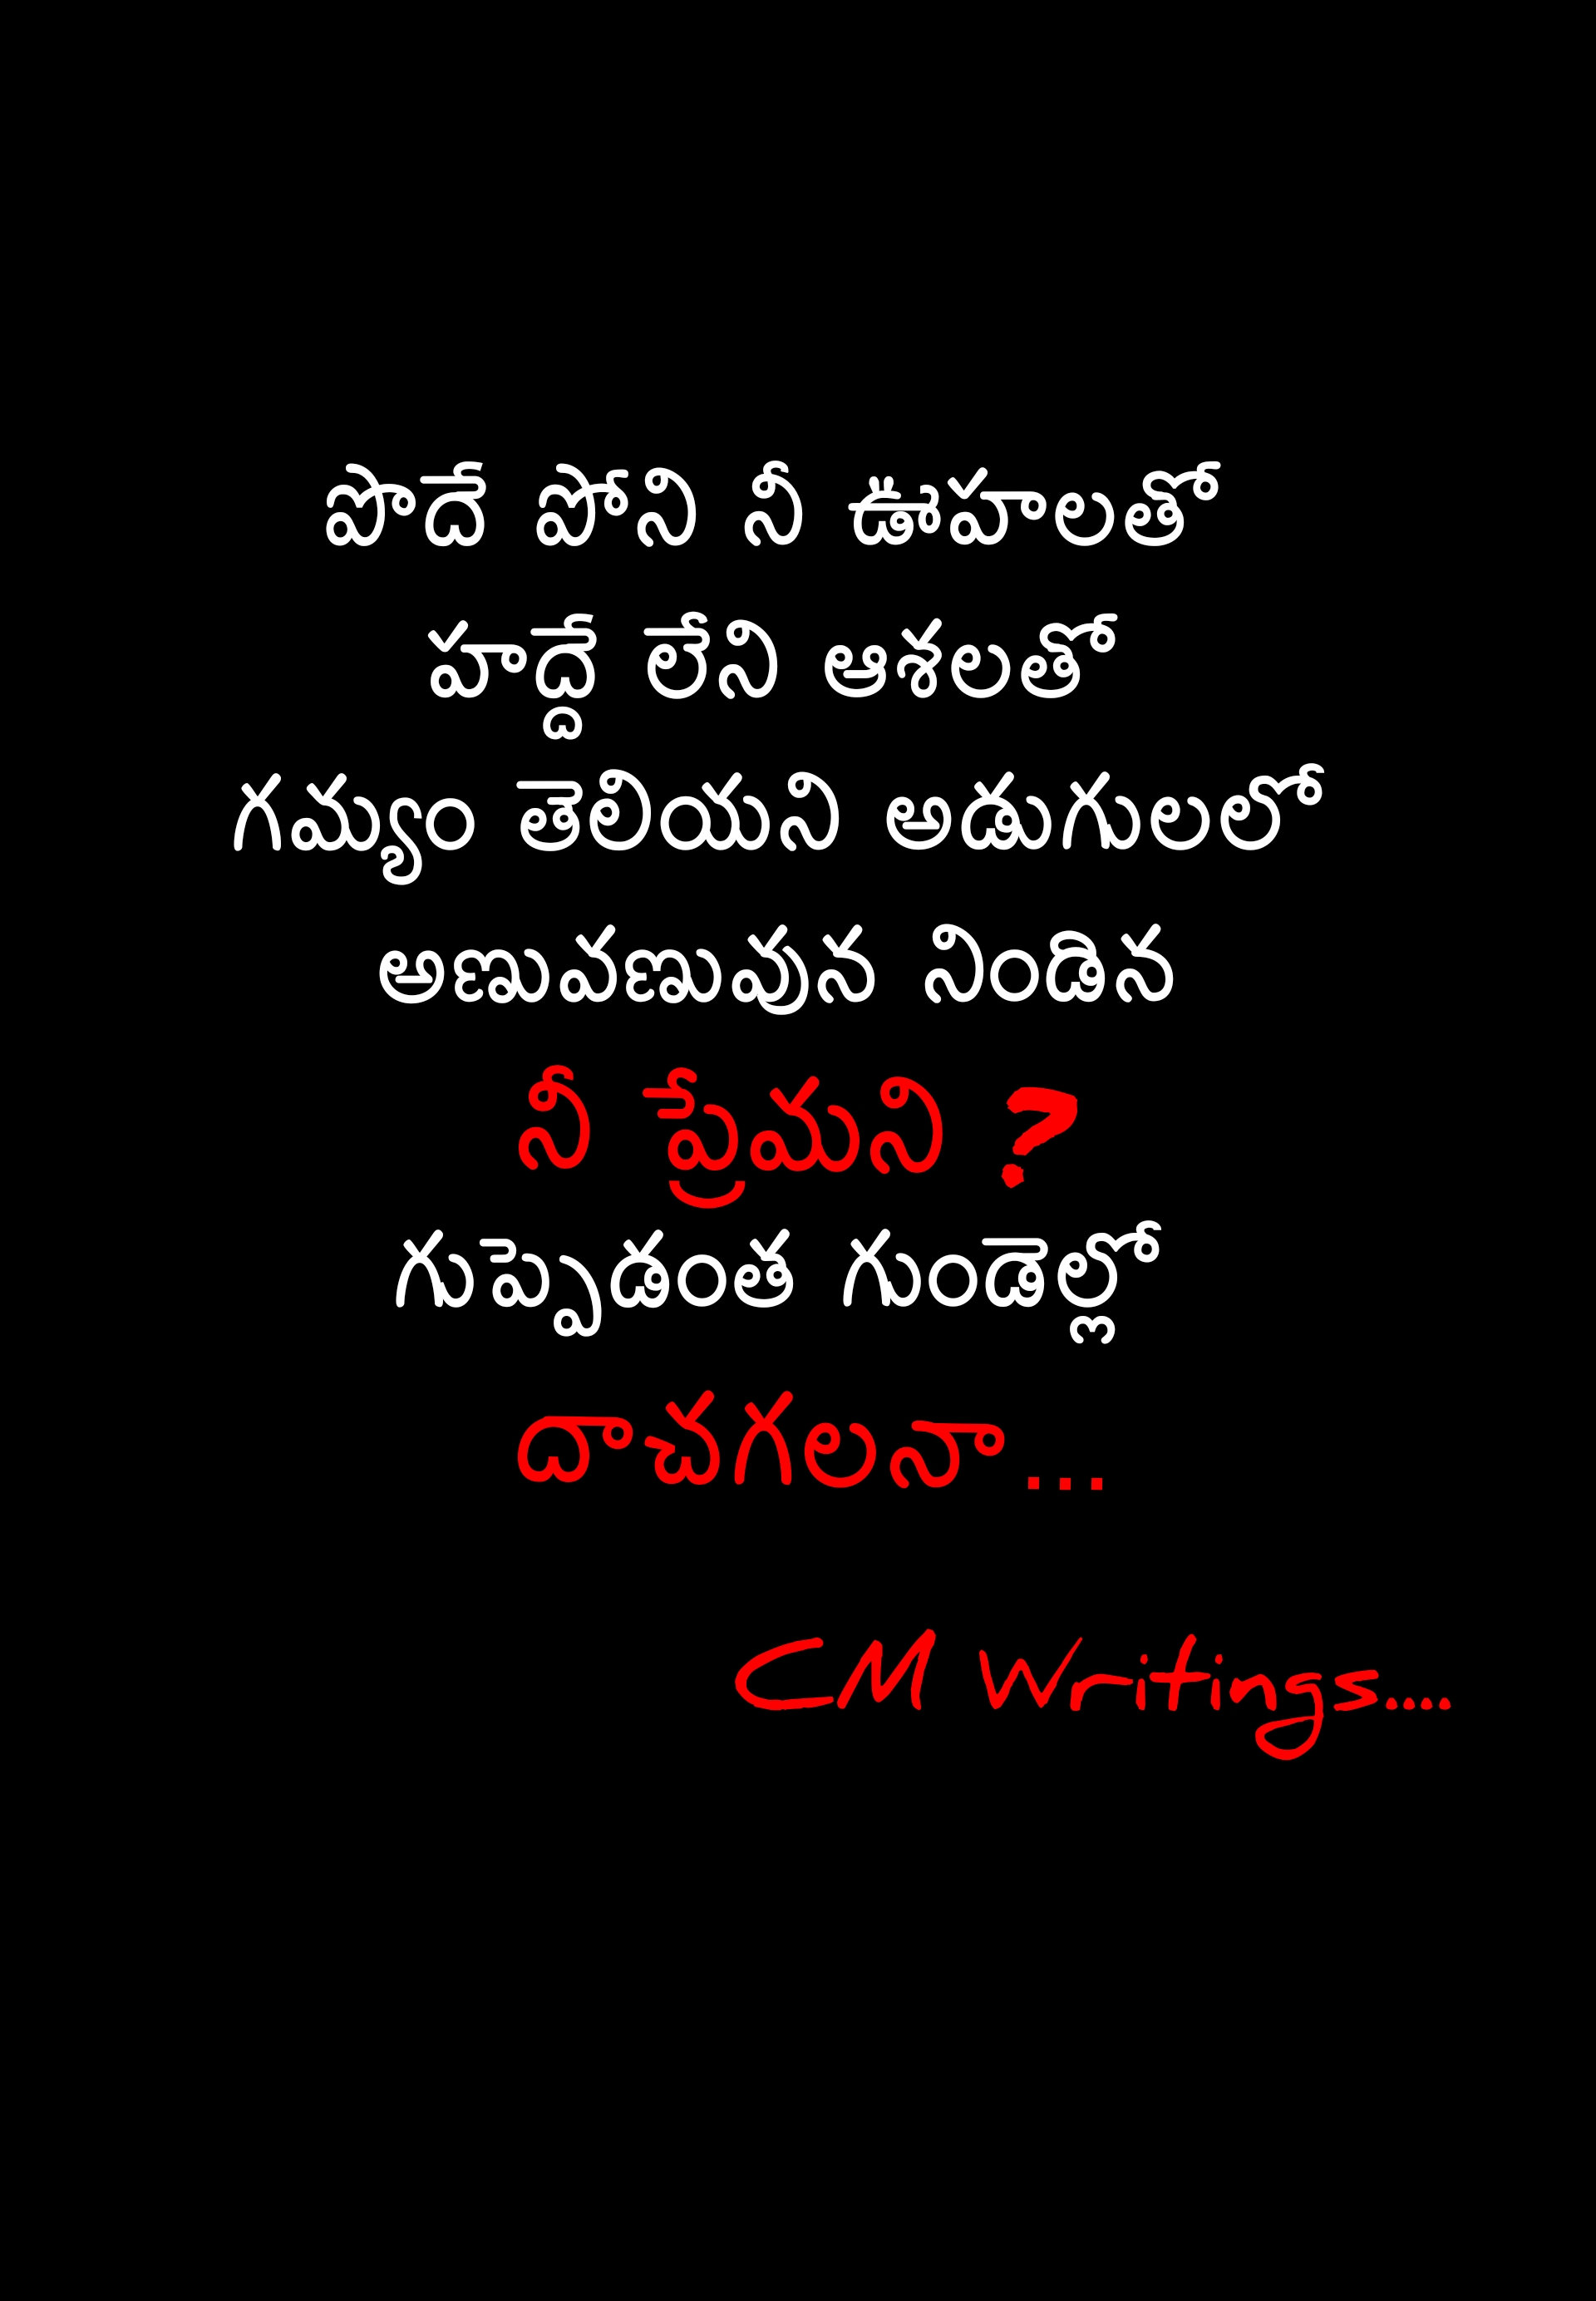 పొదే పోని నీ ఊహలతో
హద్దే లేని ఆశలతో
గమ్యం తెలియని అడుగులలో
అణువణువున నిండిన
నీ ప్రేమని ?
గుప్పెడంత గుండెల్లో
దాచగలనా ...
CM Writings....